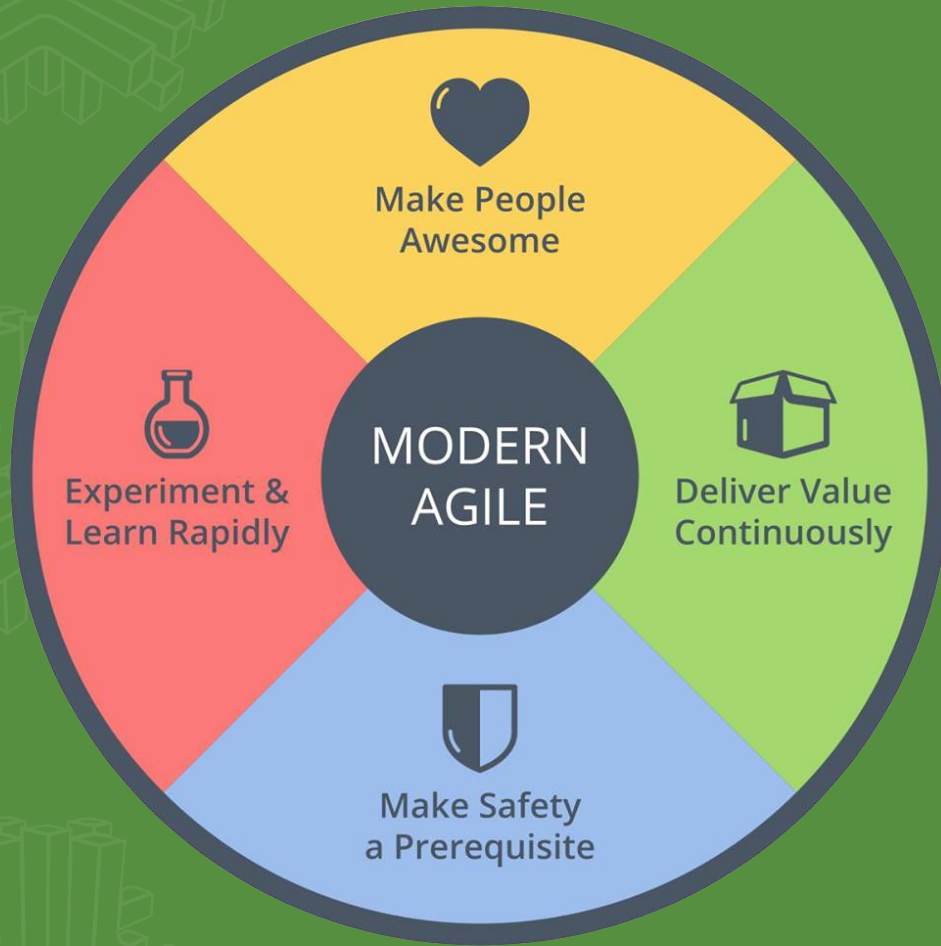 Make People
Awesome
Experiment &
Learn Rapidly
MODERN
AGILE
Deliver Value
Continuously
Make Safety
a Prerequisite